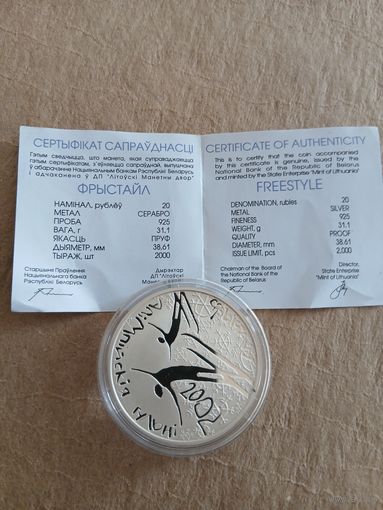 СЕРТЫФІКАТ САПРАЎДНАСЦІ
Гэтым сведчыцца, што манета, якая суправаджаецца
гэтым сертыфікатам, з'яўляецца сапраўднай, выпушчана
ў абарачэнне Нацыянальным банкам Рэспублікі Беларусь
і адчаканена ў ДП "Літоўскі Манетны двор"
ФРЫСТАЙЛ
НАМІНАЛ, рублёў 20
МЕТАЛ СЕРАБРО
ПРОБА 925
ВАГА, г 31.1
ЯКАСЦЬ ПРУФ
ДЫЯМЕТР, мм 38.61
ТЫРАЖ, шт 2000
Старшыня Праўлення
Нацыянальнага банка
Рэспублікі Беларусь
Дырэктар
ДП "Літоўскі
Манетны двор"
CERTIFICATE OF AUTHENTICITY
This is to certify that the coin accompanied
by this certificate is genuine, issued by the
National Bank of the Republic of Belarus
and minted by the State Enterprise "Mint of Lithuania"
FREESTYLE
DENOMINATION, rubles 20
METAL SILVER
FINENESS 925
WEIGHT, g 31.1
QUALITY PROOF
DIAMETER, mm 38.61
ISSUE LIMIT, pcs 2,000
Chairman of the Board of
the National Bank of the
Republic of Belarus
Director,
State Enterprise
"Mint of Lithuania"
Алімпійскія гульні
2002